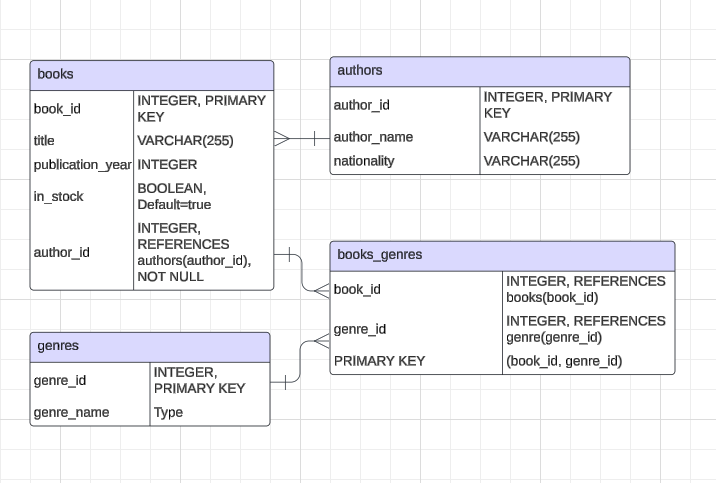 books
book_id INTEGER, PRIMARY
KEY
title VARCHAR(255)
publication_year INTEGER
in_stock BOOLEAN,
Default=true
author_id INTEGER,
REFERENCES
authors(author_id),
NOT NULL
authors
author_id INTEGER, PRIMARY
KEY
author_name VARCHAR(255)
nationality VARCHAR(255)
books_genres
book_id INTEGER, REFERENCES
books(book_id)
genre_id INTEGER, REFERENCES
genre(genre_id)
PRIMARY KEY (book_id, genre_id)
genres
genre_id INTEGER,
PRIMARY KEY
genre_name Type